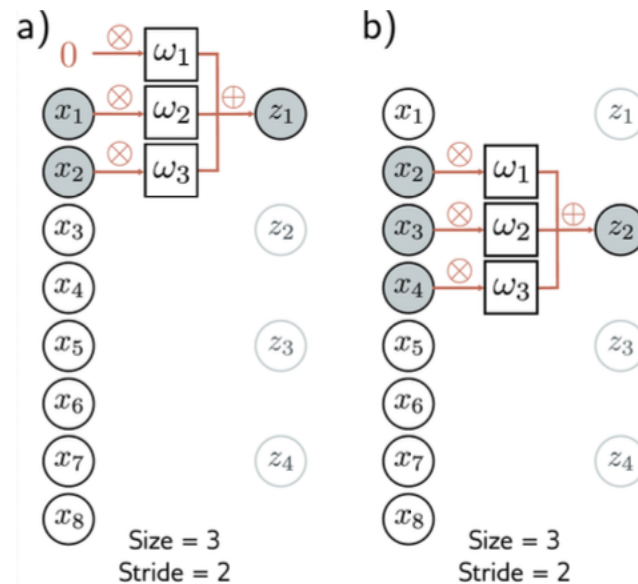 a)
0 ⊗ ω₁
x₁ ⊗ ω₂ ⊕ z₁
x₂ ⊗ ω₃
x₃ z₂
x₄
x₅ z₃
x₆
x₇ z₄
x₈
Size = 3
Stride = 2
b)
x₁ z₁
x₂ ⊗ ω₁
x₃ ⊗ ω₂ ⊕ z₂
x₄ ⊗ ω₃
x₅ z₃
x₆
x₇ z₄
x₈
Size = 3
Stride = 2